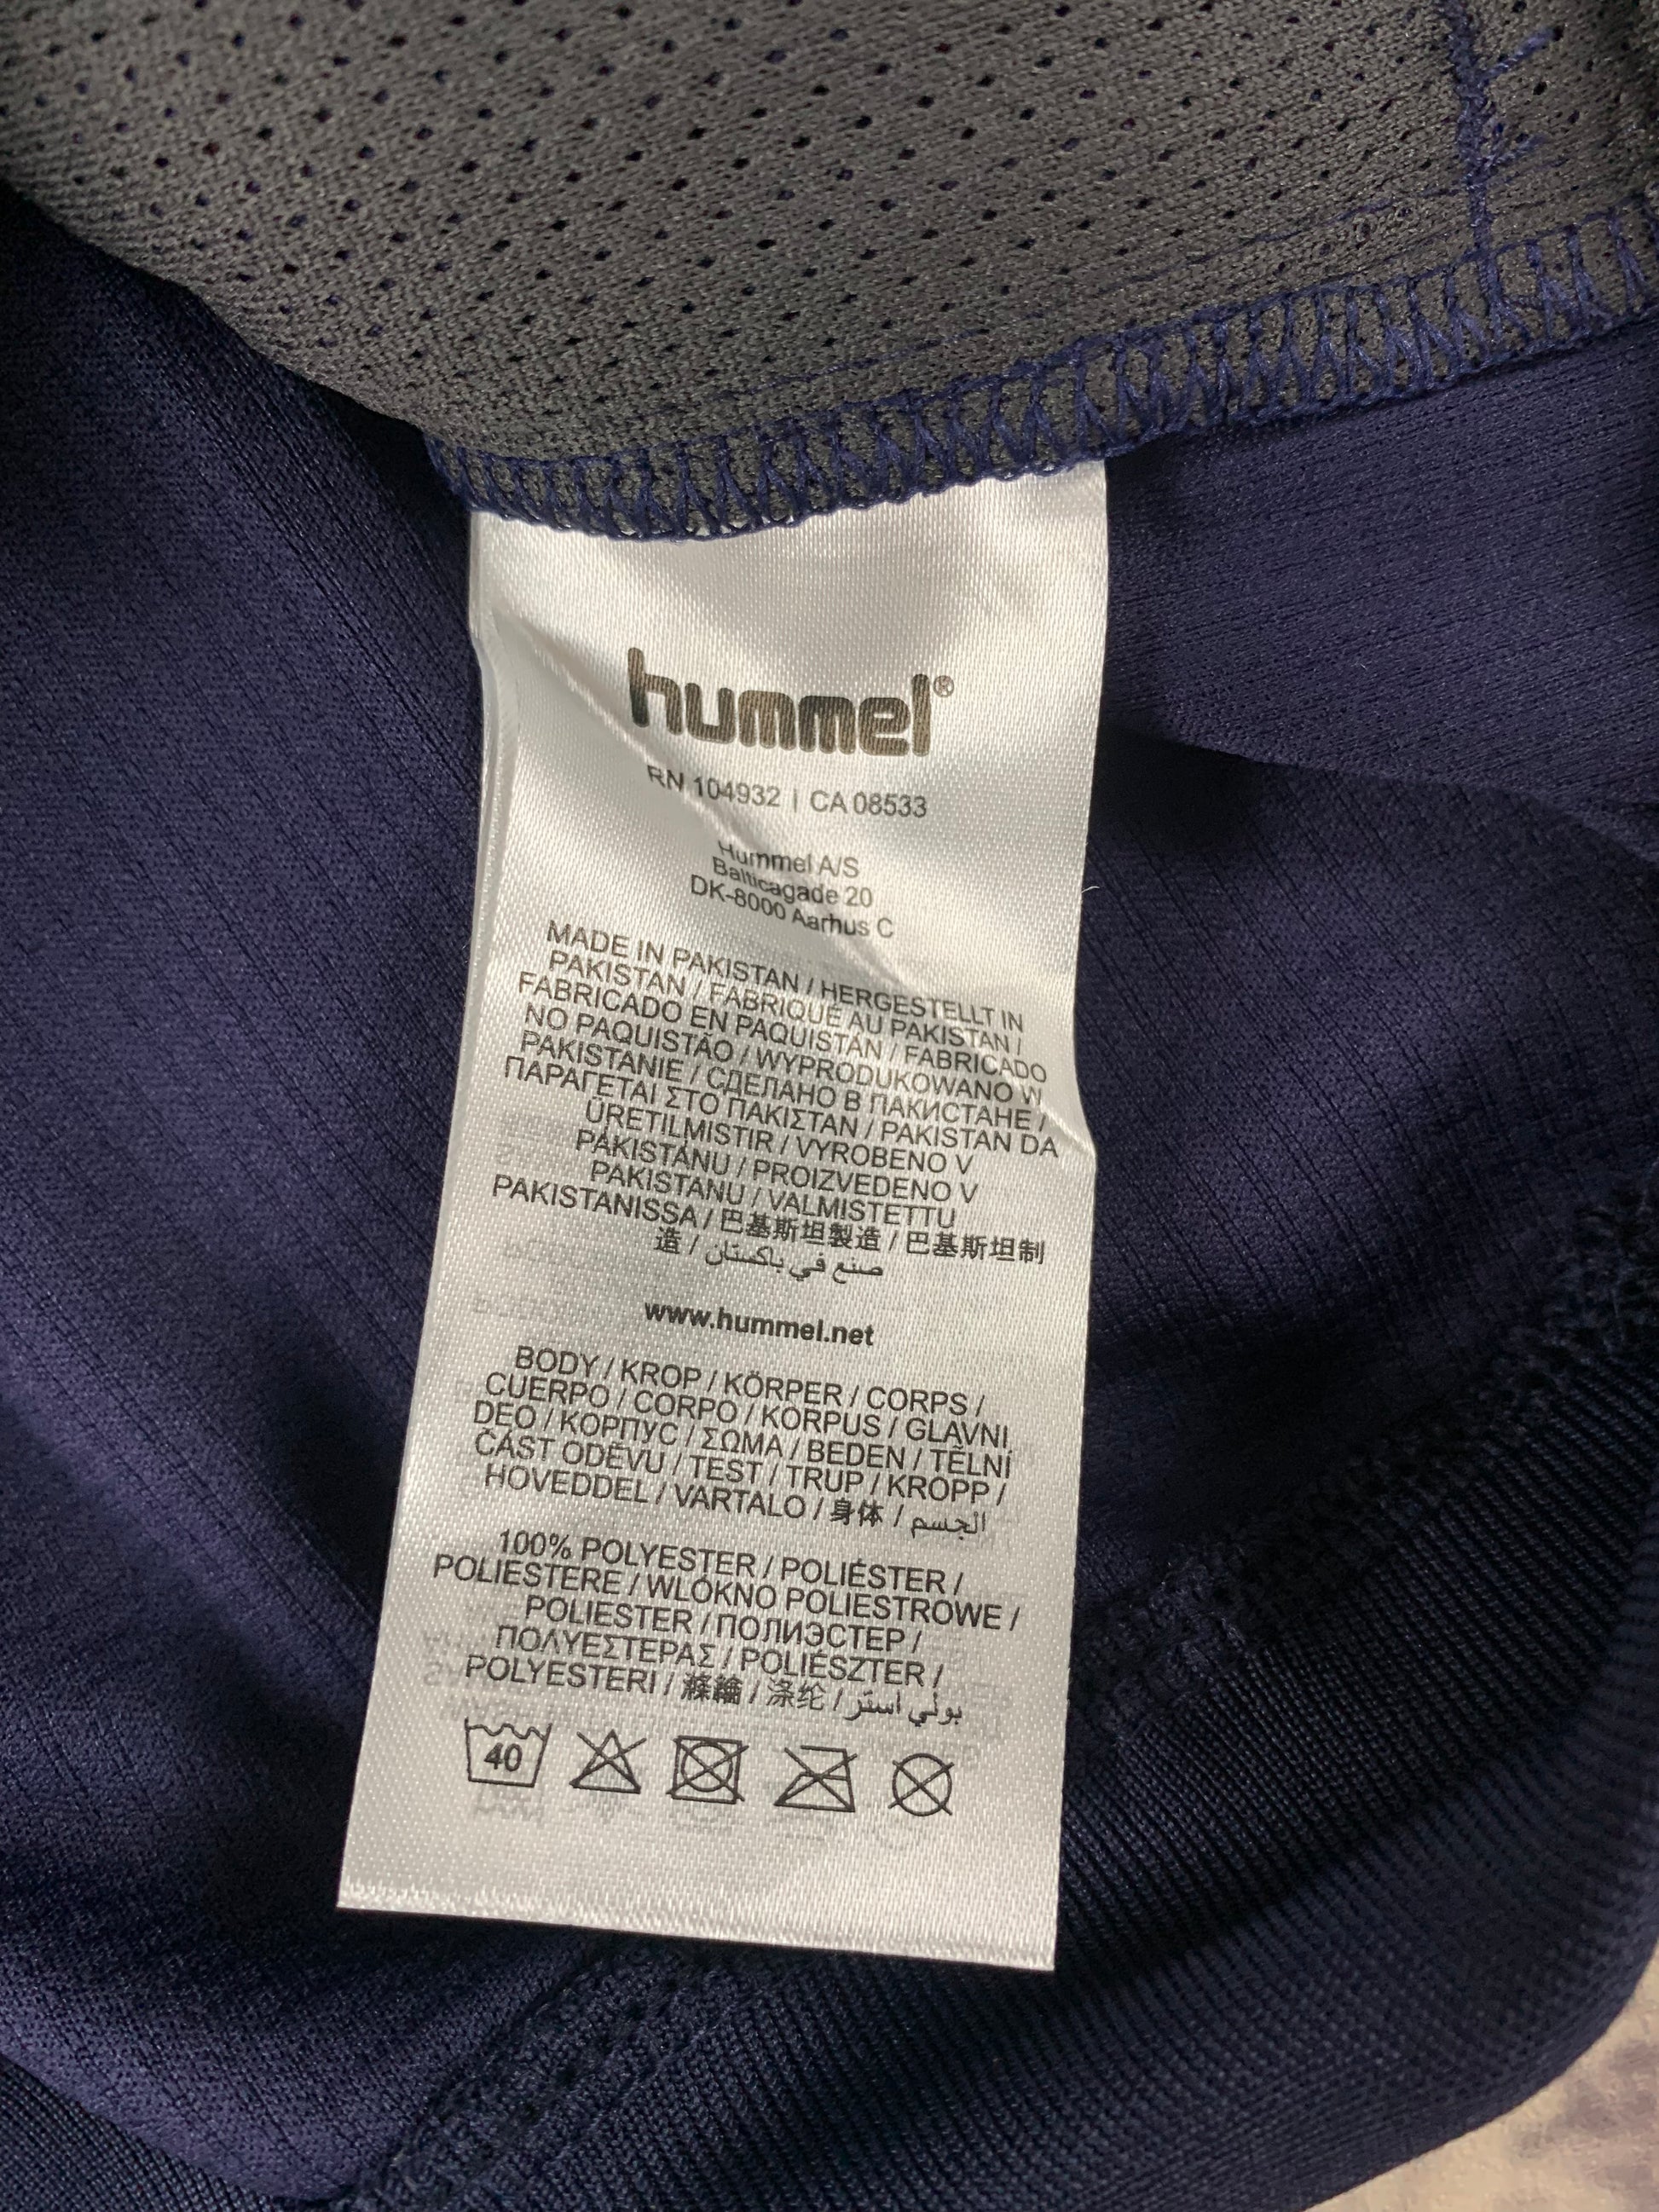 hummel®
RN 104932 | CA 08533
Hummel A/S
Balticagade 20
DK-8000 Aarhus C
MADE IN PAKISTAN / HERGESTELLT IN
PAKISTAN / FABRIQUÉ AU PAKISTAN /
FABRICADO EN PAQUISTÁN / FABRICADO
NO PAQUISTÃO / WYPRODUKOWANO W
PAKISTANIE / СДЕЛАНО В ПАКИСТАНЕ /
ΠΑΡΑΓΕΤΑΙ ΣΤΟ ΠΑΚΙΣΤΑΝ / PAKISTAN DA
ÜRETILMISTIR / VYROBENO V
PÁKISTÁNU / PROIZVEDENO V
PAKISTANU / VALMISTETTU
PAKISTANISSA / 巴基斯坦製造 / 巴基斯坦制
造 / صنع في باكستان
www.hummel.net
BODY / KROP / KÖRPER / CORPS /
CUERPO / CORPO / KORPUS / GLAVNI
DEO / КОРПУС / ΣΩΜΑ / BEDEN / TĚLNÍ
ČÁST ODĚVU / TEST / TRUP / KROPP /
HOVEDDEL / VARTALO / 身体 / الجسم
100% POLYESTER / POLIÉSTER /
POLIESTERE / WLÓKNO POLIESTROWE /
POLIESTER / ПОЛИЭСТЕР /
ΠΟΛΥΕΣΤΕΡΑΣ / POLIÉSZTER /
POLYESTERI / 滌綸 / 涤纶 / بولي استر
40